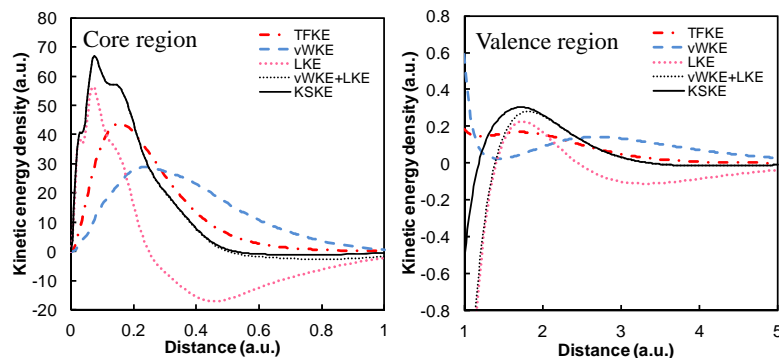 Core region
TFKE
vWKE
LKE
vWKE+LKE
KSKE
Kinetic energy density (a.u.)
80
70
60
50
40
30
20
10
0
-10
-20
0 0.2 0.4 0.6 0.8 1
Distance (a.u.)
Valence region
TFKE
vWKE
LKE
vWKE+LKE
KSKE
Kinetic energy density (a.u.)
0.8
0.6
0.4
0.2
0
-0.2
-0.4
-0.6
-0.8
1 2 3 4 5
Distance (a.u.)